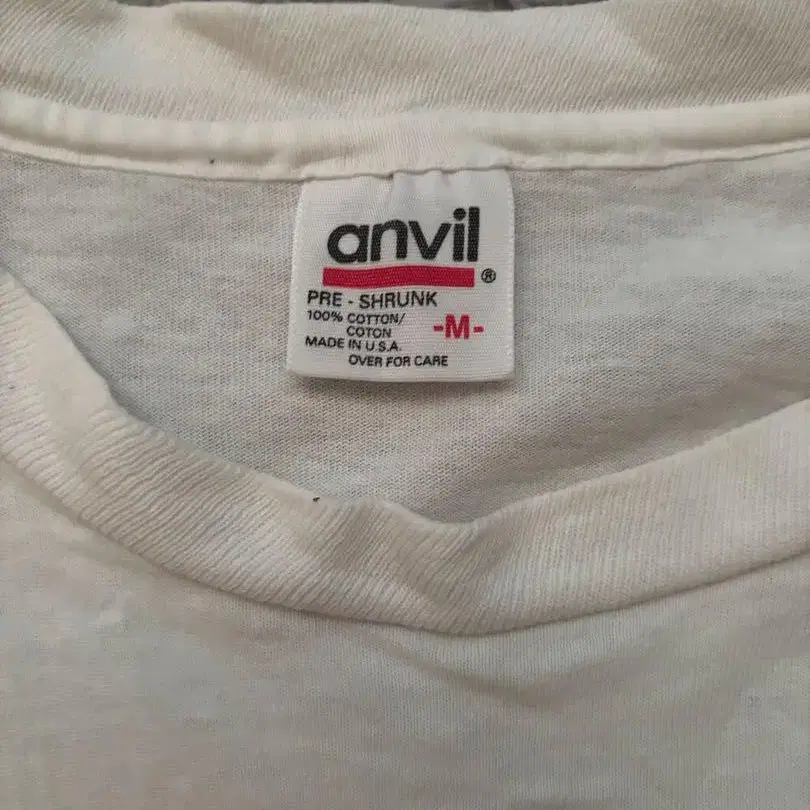 anvil®
PRE - SHRUNK
100% COTTON/
COTON
-M-
MADE IN U.S.A.
OVER FOR CARE